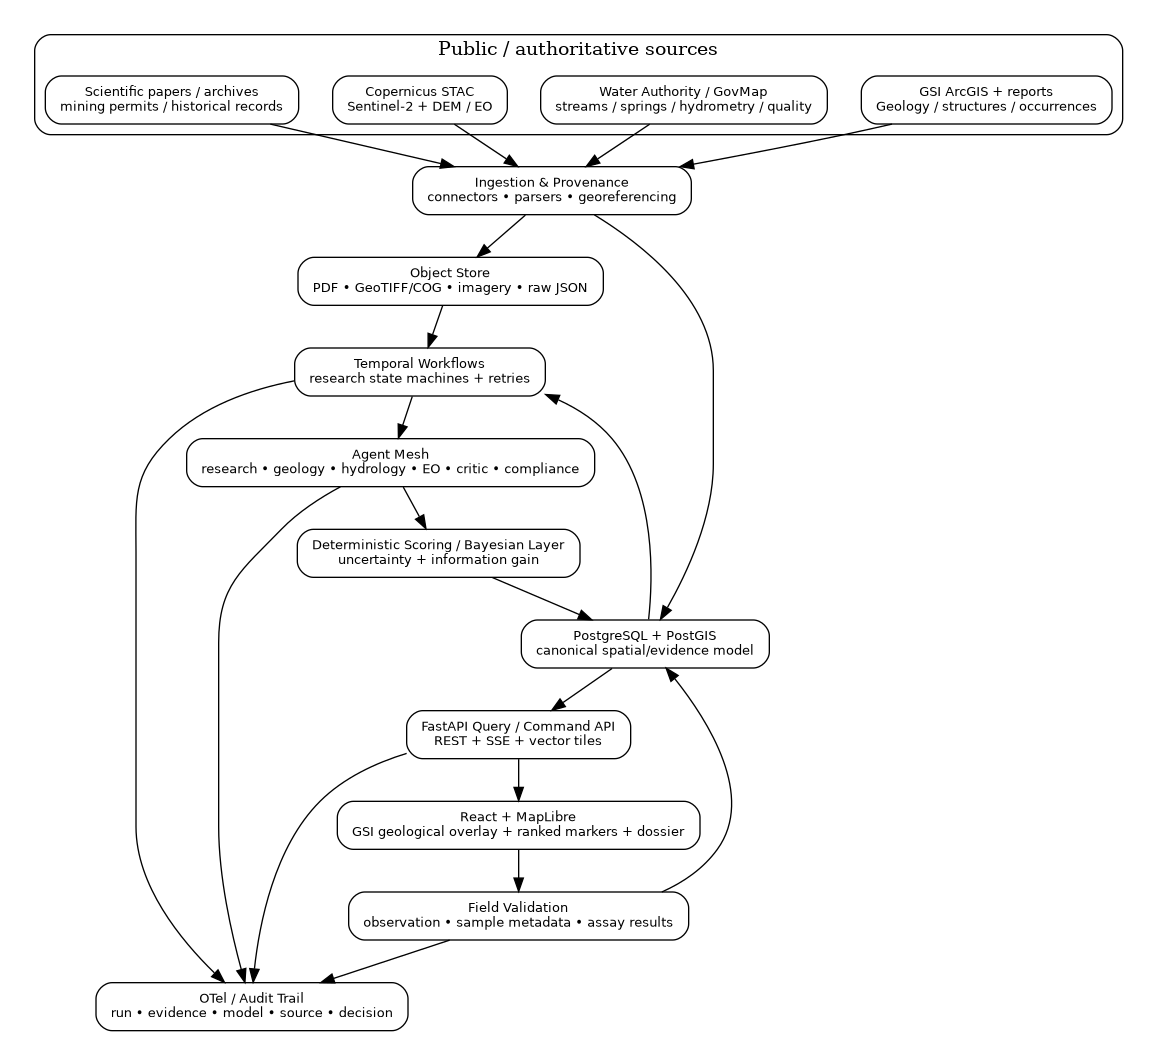 Public / authoritative sources
Scientific papers / archives
mining permits / historical records
Copernicus STAC
Sentinel-2 + DEM / EO
Water Authority / GovMap
streams / springs / hydrometry / quality
GSI ArcGIS + reports
Geology / structures / occurrences
Ingestion & Provenance
connectors • parsers • georeferencing
Object Store
PDF • GeoTIFF/COG • imagery • raw JSON
Temporal Workflows
research state machines + retries
Agent Mesh
research • geology • hydrology • EO • critic • compliance
Deterministic Scoring / Bayesian Layer
uncertainty + information gain
PostgreSQL + PostGIS
canonical spatial/evidence model
FastAPI Query / Command API
REST + SSE + vector tiles
React + MapLibre
GSI geological overlay + ranked markers + dossier
Field Validation
observation • sample metadata • assay results
OTel / Audit Trail
run • evidence • model • source • decision